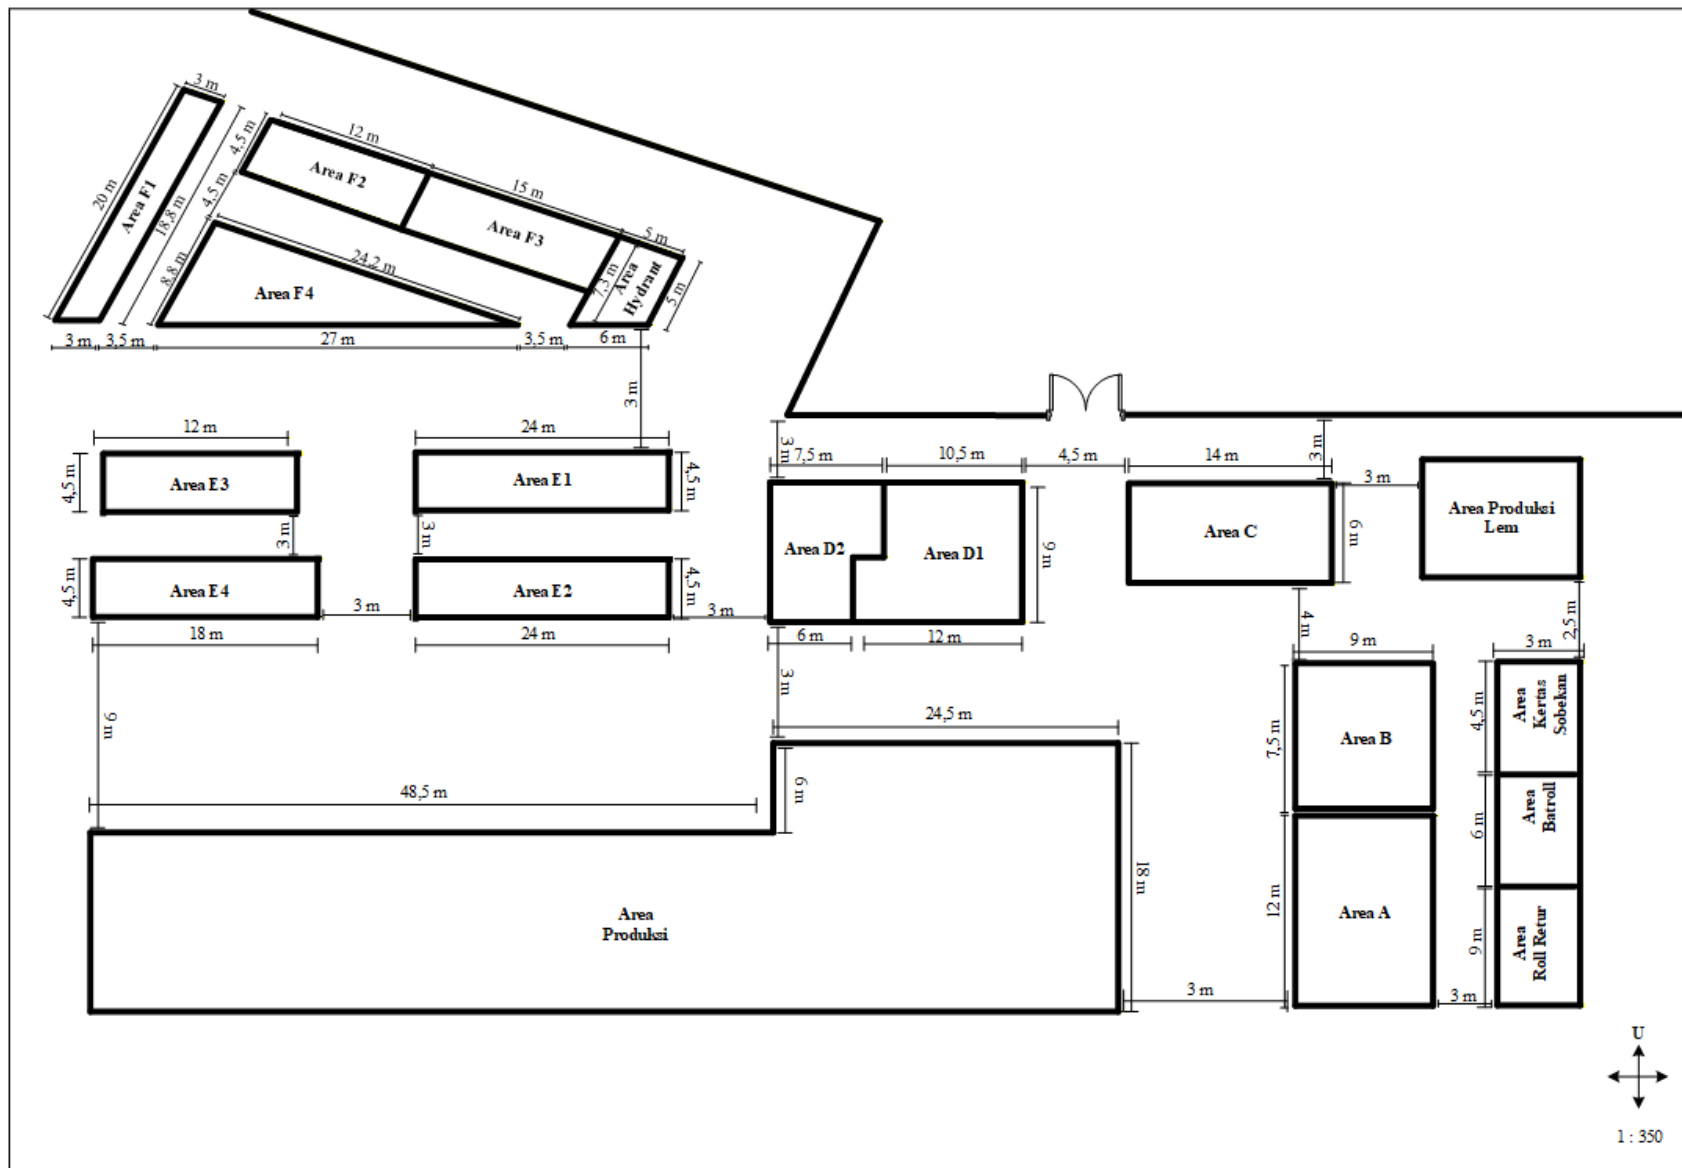 3 m
20 m
Area F1
18,8 m
4,5 m
12 m
Area F2
4,5 m
15 m
Area F3
5 m
7,3 m
Area
Hydrant
5 m
8,8 m
24,2 m
Area F4
3 m
3,5 m
27 m
3,5 m
6 m
3 m
12 m
24 m
4,5 m
Area E3
Area E1
4,5 m
3 m
3 m
4,5 m
Area E4
3 m
Area E2
4,5 m
3 m
18 m
24 m
3 m
7,5 m
10,5 m
4,5 m
14 m
3 m
3 m
Area D2
Area D1
9 m
Area C
6 m
Area Produksi
Lem
6 m
12 m
4 m
2,5 m
9 m
3 m
3 m
9 m
24,5 m
6 m
48,5 m
18 m
Area
Produksi
7,5 m
Area B
4,5 m
Area
Kertas
Sobekan
6 m
Area
Batroll
12 m
Area A
9 m
Area
Roll Retur
3 m
3 m
U
1 : 350